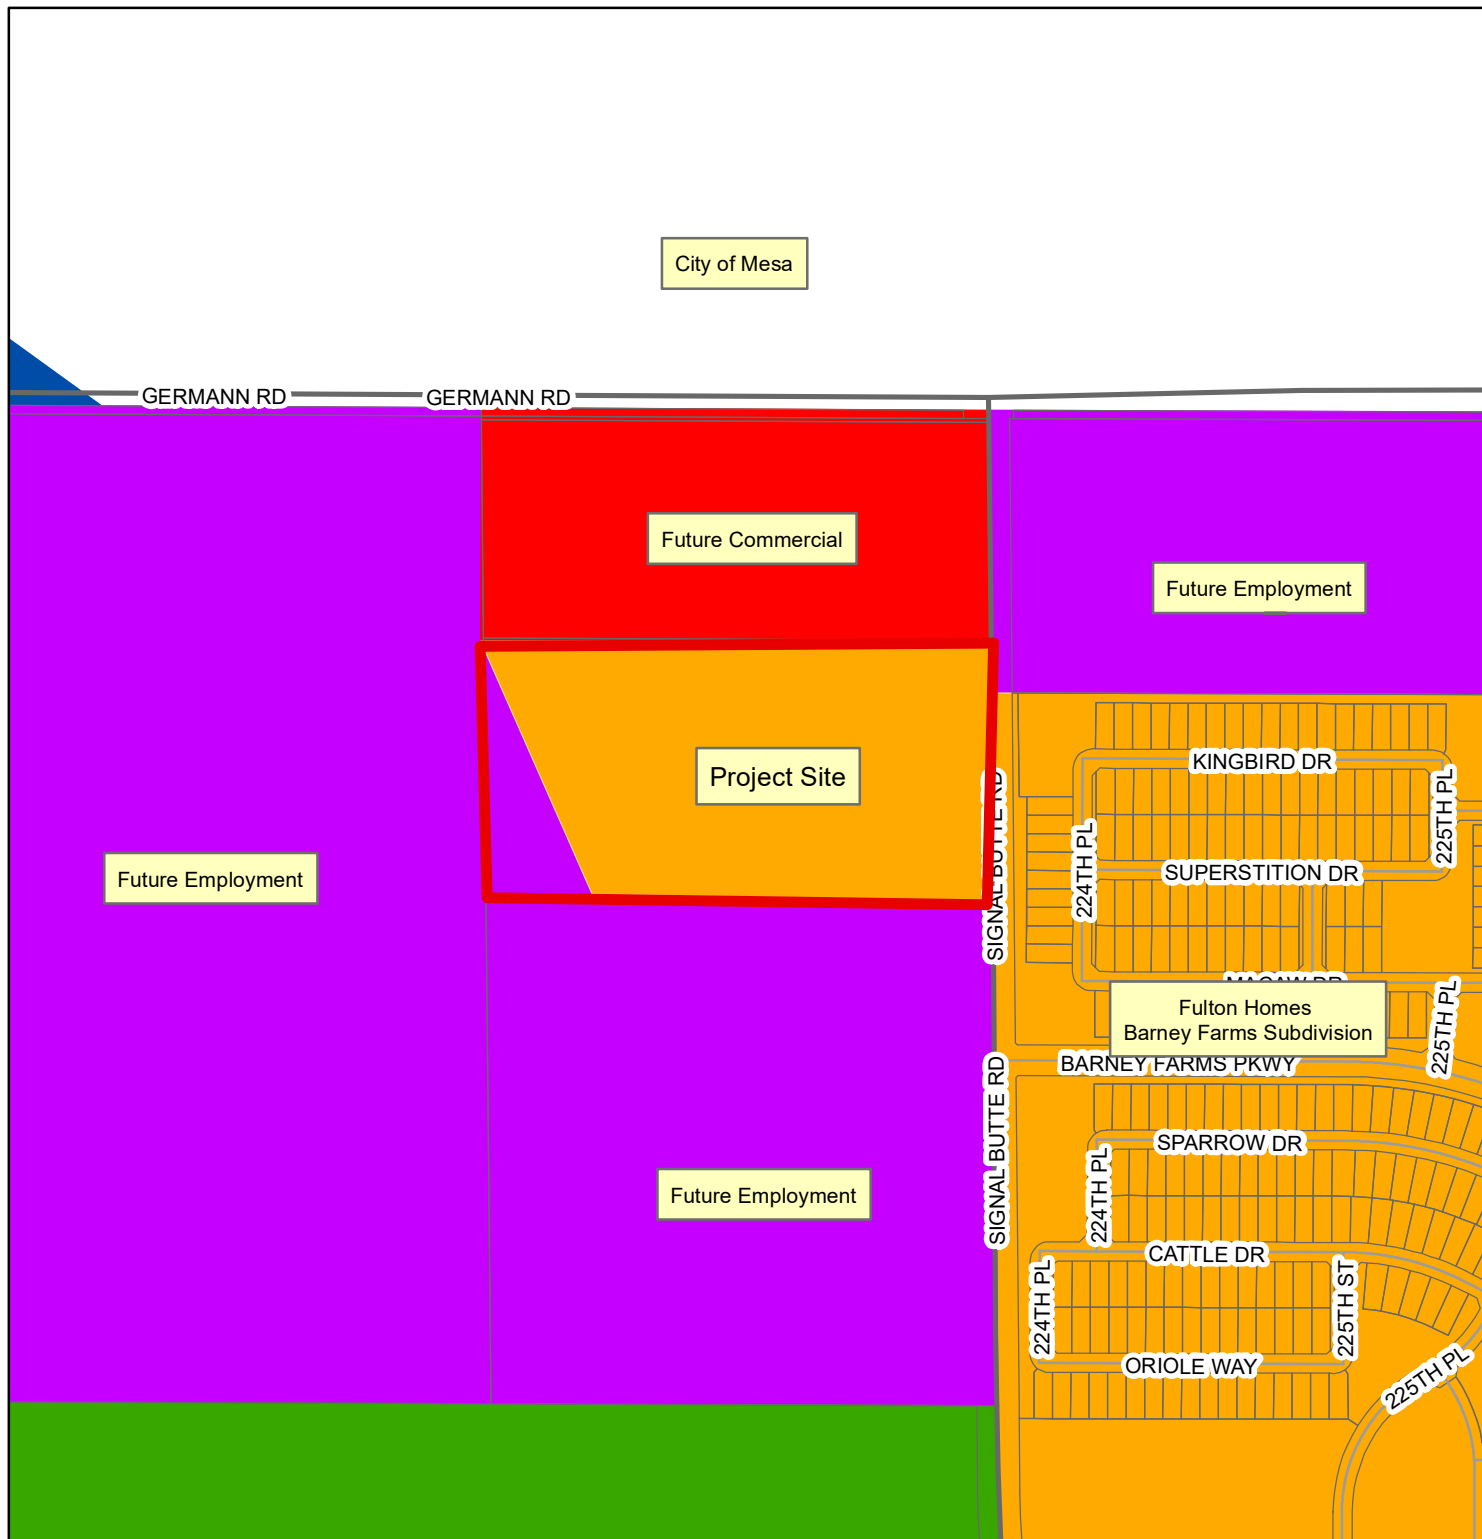 City of Mesa
GERMANN RD
GERMANN RD
Future Commercial
Future Employment
Project Site
KINGBIRD DR
225TH PL
SIGNAL BUTTE RD
224TH PL
SUPERSTITION DR
Future Employment
MACAW DR
Fulton Homes
Barney Farms Subdivision
225TH PL
BARNEY FARMS PKWY
SIGNAL BUTTE RD
SPARROW DR
224TH PL
Future Employment
CATTLE DR
224TH PL
225TH ST
ORIOLE WAY
225TH PL